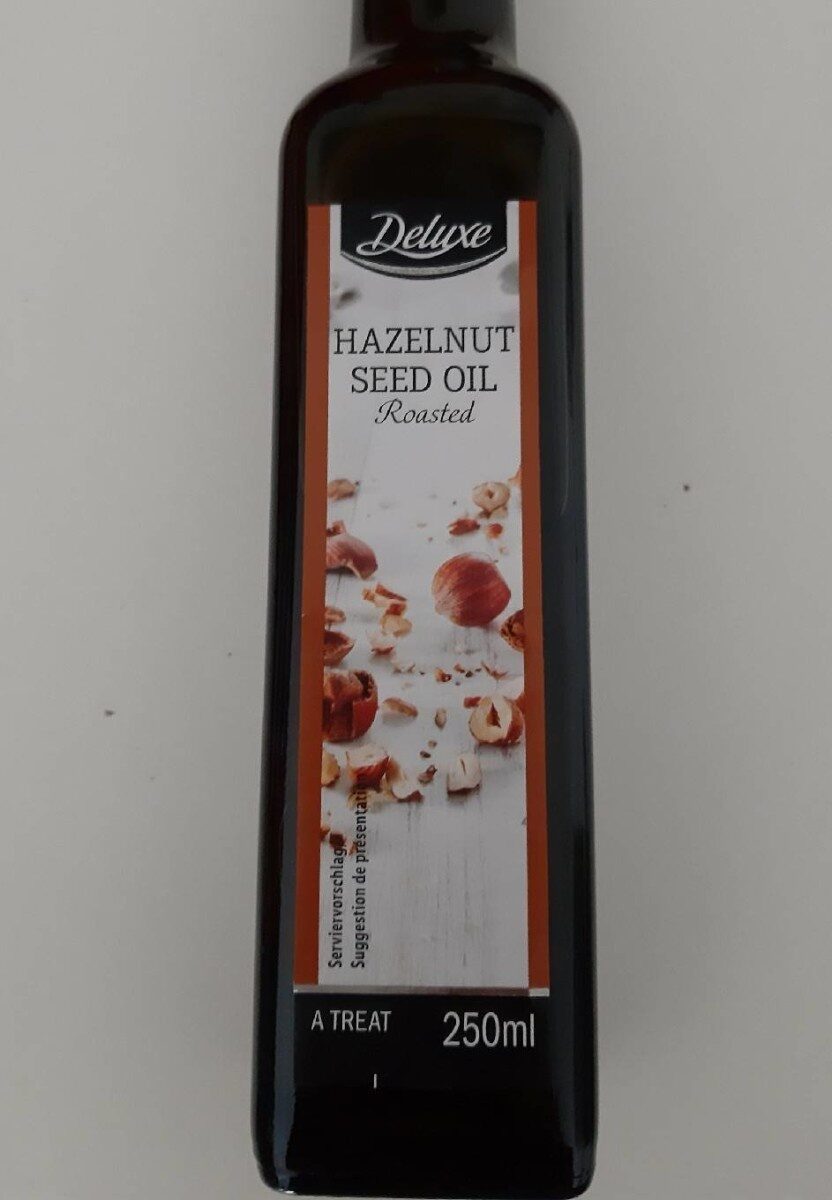 Deluxe
HAZELNUT
SEED OIL
Roasted
Serviervorschlag
Suggestion de présentation
A TREAT
250ml